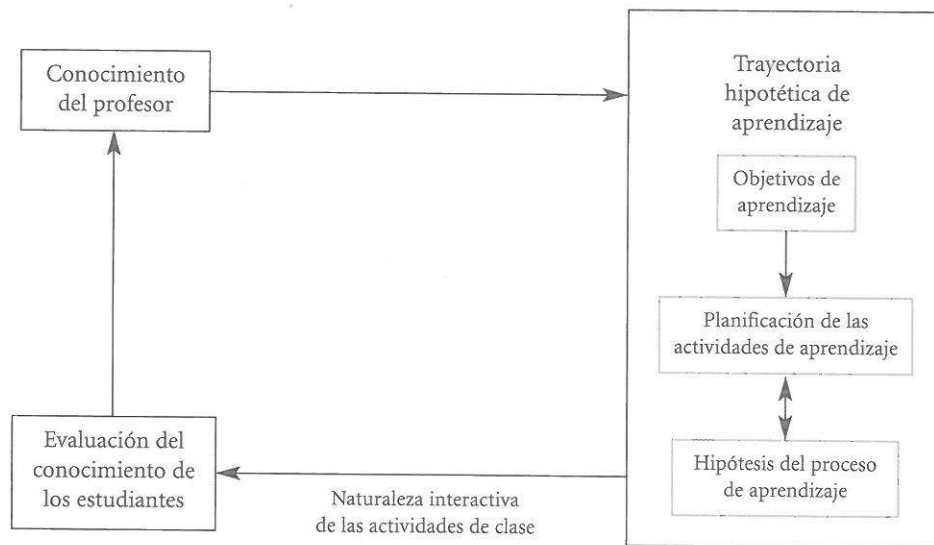 Conocimiento
del profesor
Trayectoria
hipotética de
aprendizaje
Objetivos de
aprendizaje
Planificación de las
actividades de aprendizaje
Hipótesis del proceso
de aprendizaje
Evaluación del
conocimiento de
los estudiantes
Naturaleza interactiva
de las actividades de clase